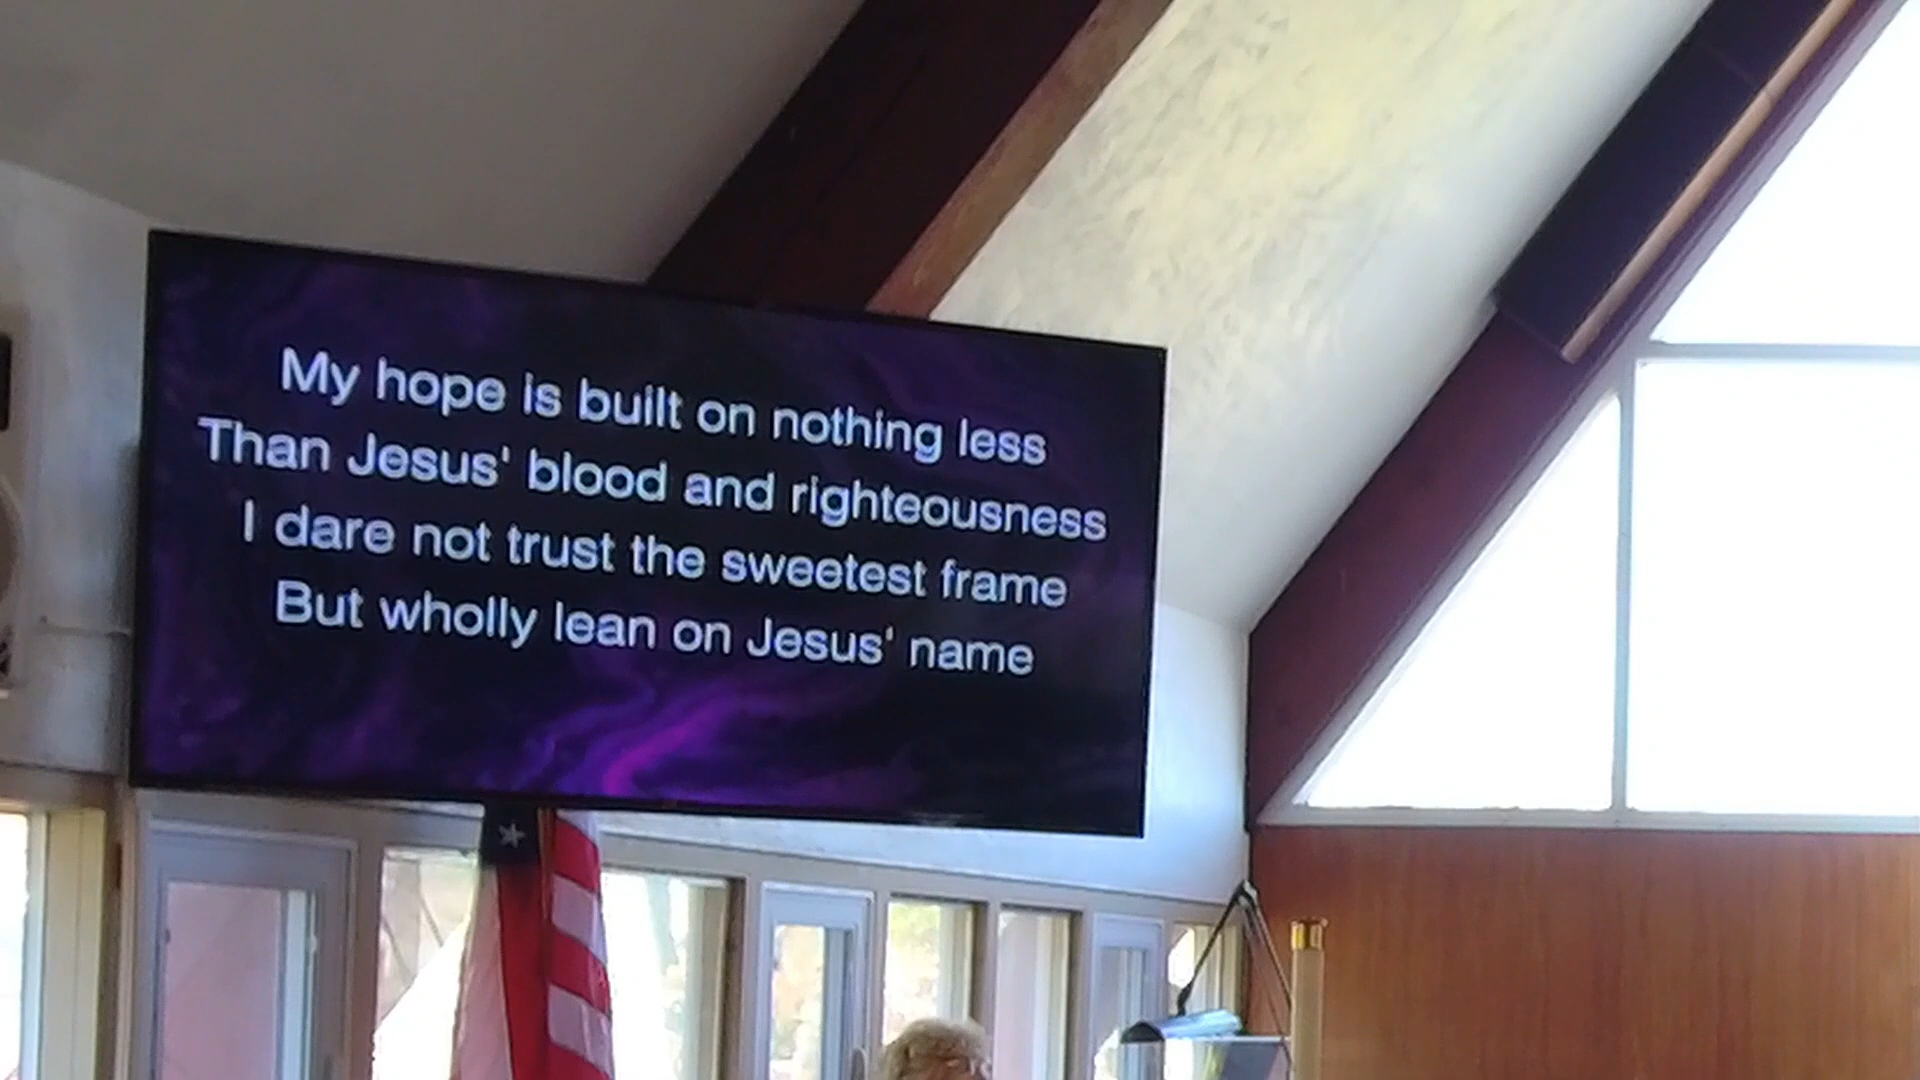 My hope is built on nothing less
Than Jesus' blood and righteousness
I dare not trust the sweetest frame
But wholly lean on Jesus' name